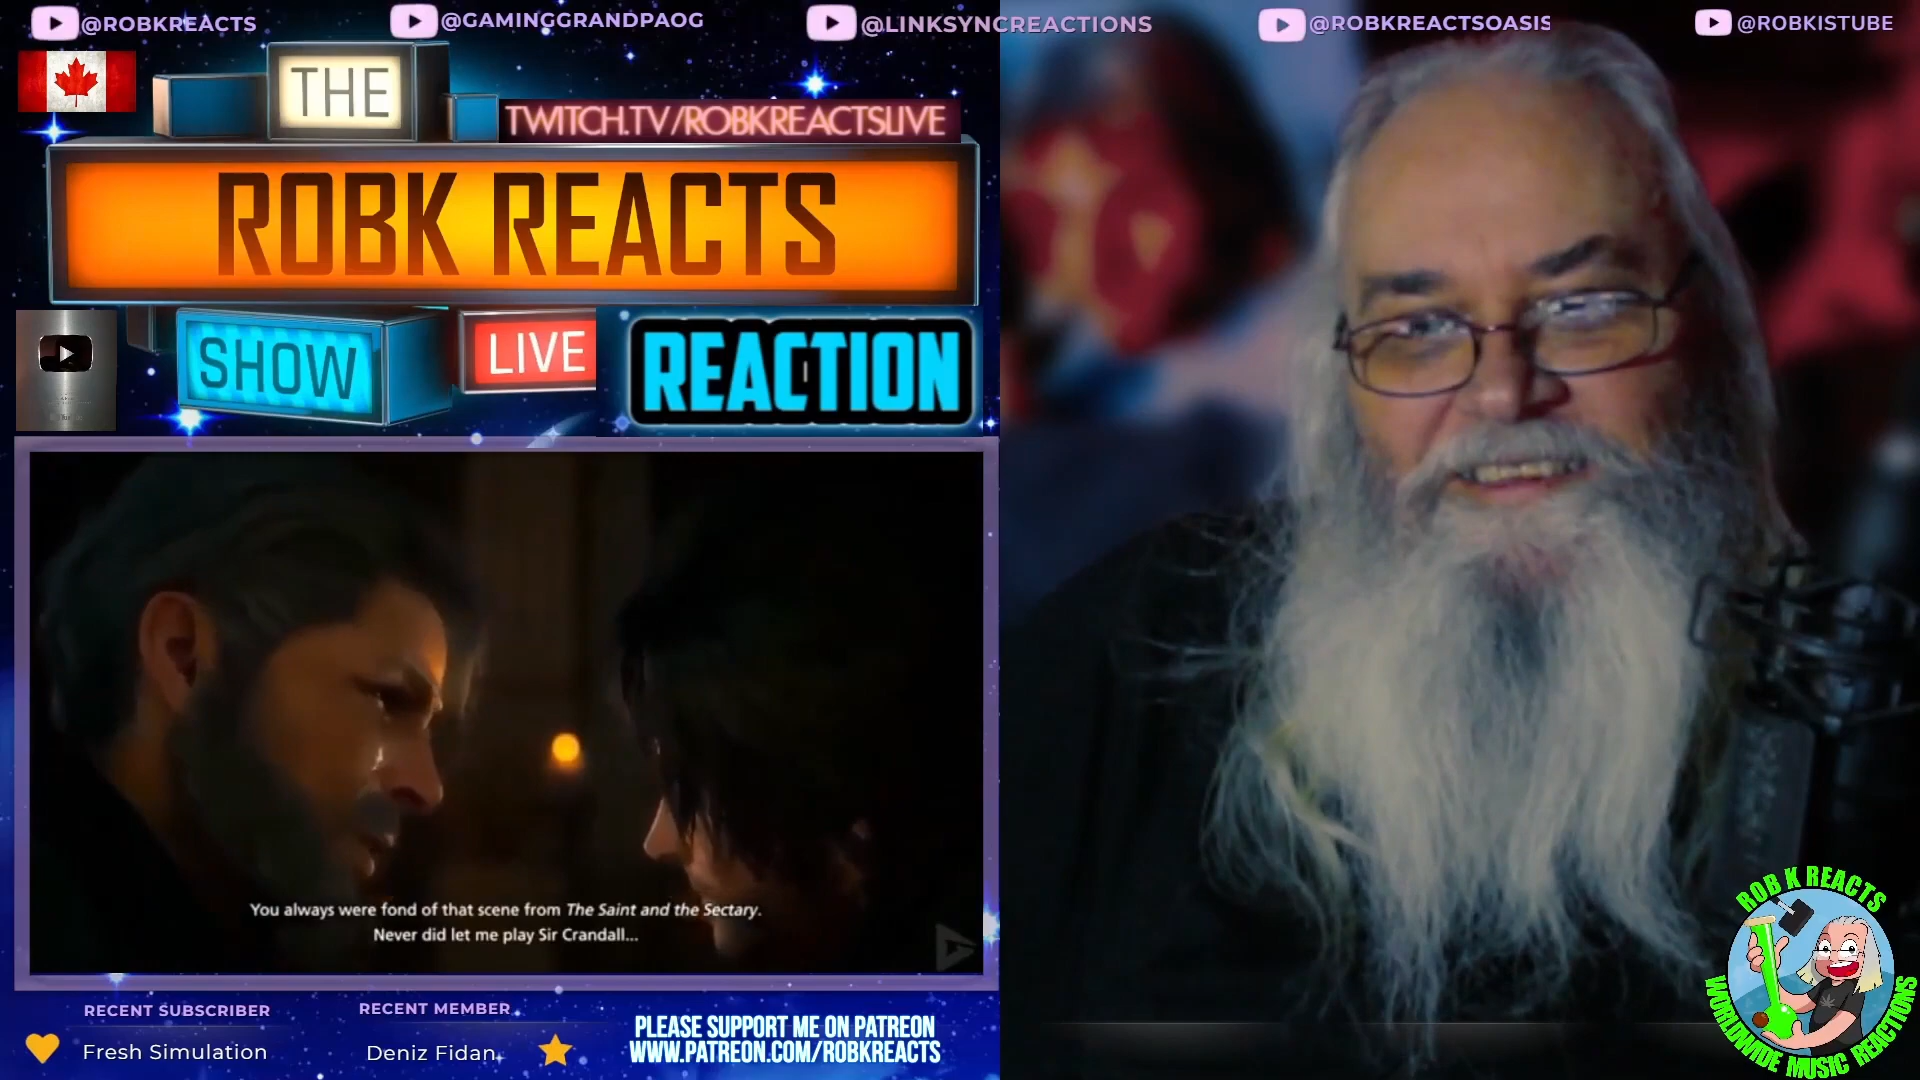 @ROBKREACTS
@GAMINGGRANDPAOG
@LINKSYNCREACTIONS
@ROBKREACTSOASIS
@ROBKISTUBE
THE
TWITCH.TV/ROBKREACTSLIVE
ROBK REACTS
SHOW
LIVE
REACTION
You always were fond of that scene from The Saint and the Sectary.
Never did let me play Sir Crandall...
RECENT SUBSCRIBER
Fresh Simulation
RECENT MEMBER
Deniz Fidan
PLEASE SUPPORT ME ON PATREON
WWW.PATREON.COM/ROBKREACTS
ROB K REACTS
WORLDWIDE MUSIC REACTIONS